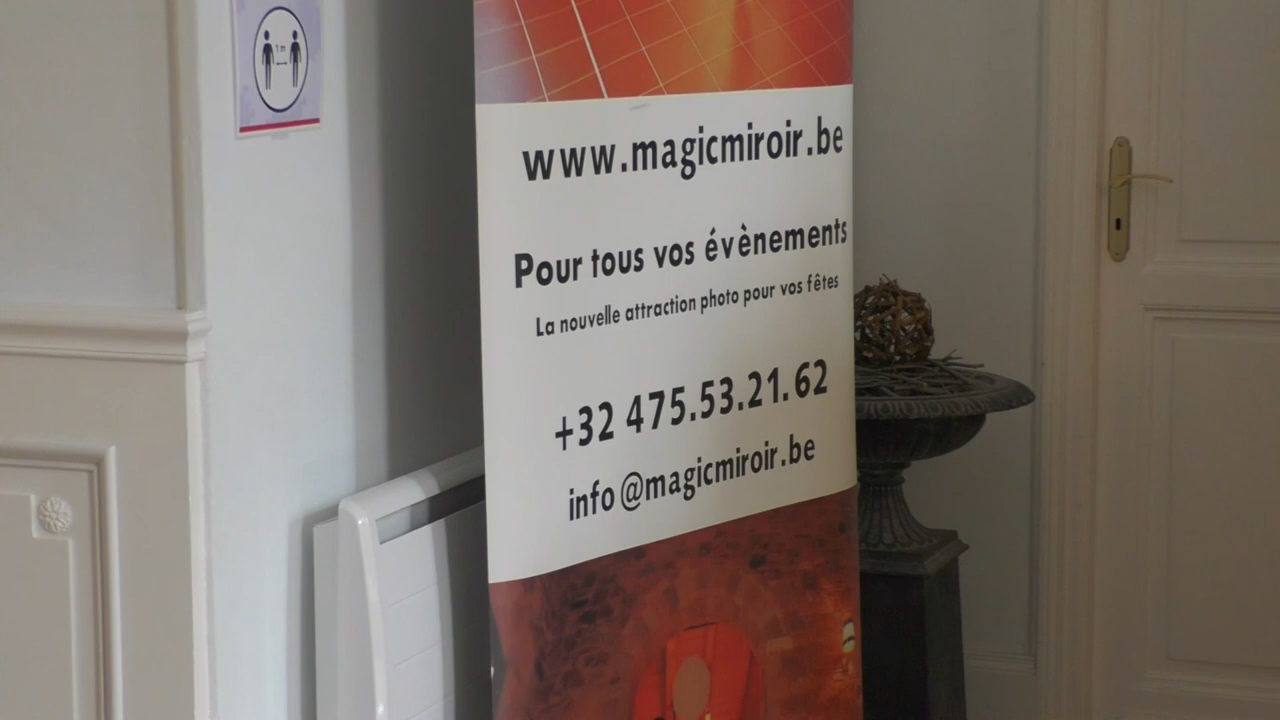 1 m
www.magicmiroir.be
Pour tous vos évènements
La nouvelle attraction photo pour vos fêtes
+32 475.53.21.62
info@magicmiroir.be